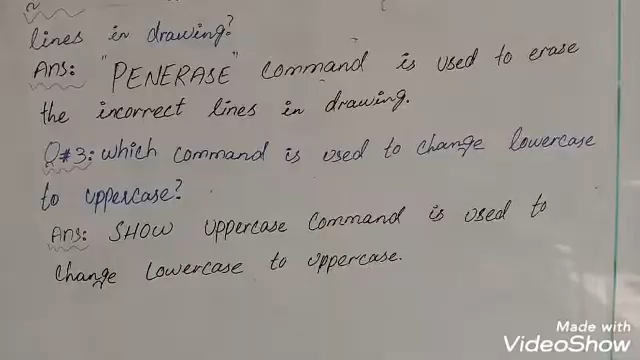 lines in drawing?
Ans: "PENERASE" Command is used to erase
the incorrect lines in drawing.
Q#3: Which command is used to change lowercase
to uppercase?
Ans: SHOW Uppercase Command is used to
Change Lowercase to uppercase.
Made with
VideoShow